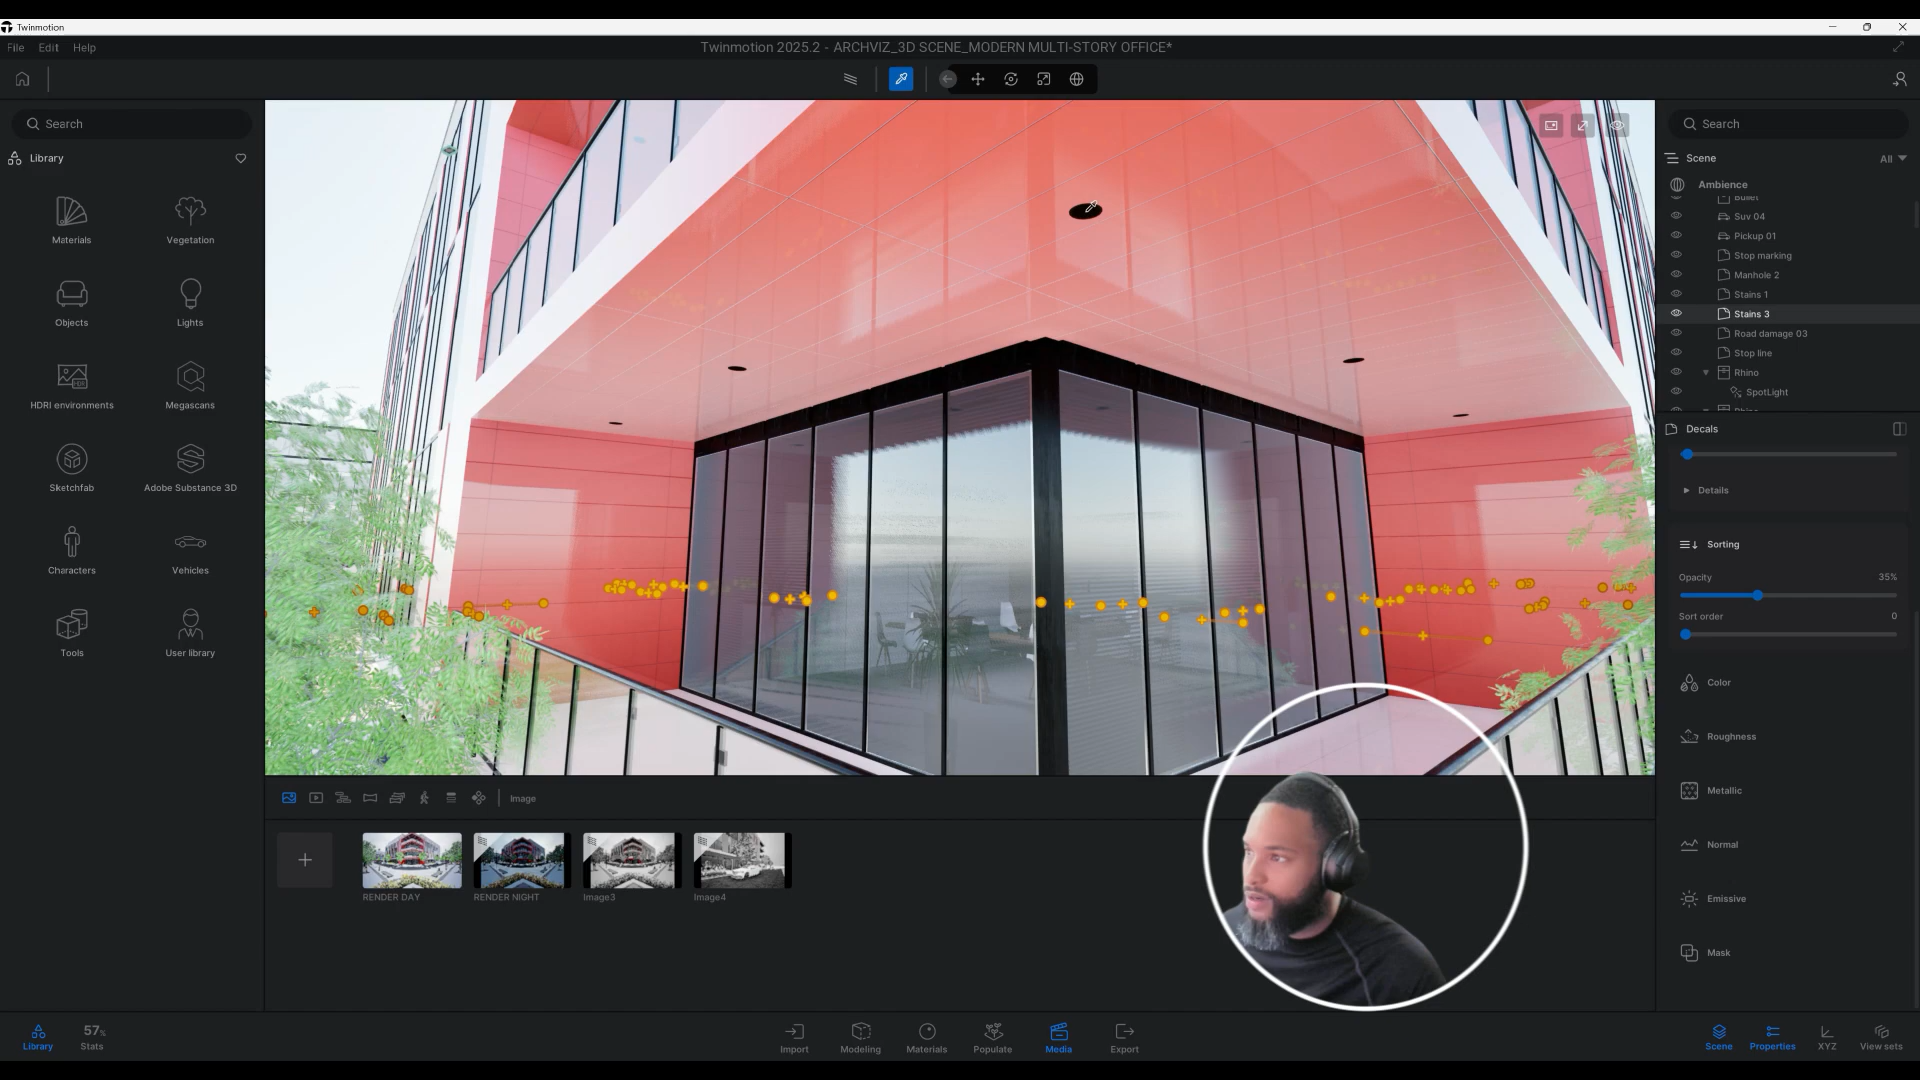 Twinmotion
File Edit Help
Twinmotion 2025.2 - ARCHVIZ_3D SCENE_MODERN MULTI-STORY OFFICE*
Search
Library
Materials
Vegetation
Objects
Lights
HDRI environments
Megascans
Sketchfab
Adobe Substance 3D
Characters
Vehicles
Tools
User library
Image
RENDER DAY
RENDER NIGHT
Image3
Image4
Search
Scene
All
Ambience
Bullet
Suv 04
Pickup 01
Stop marking
Manhole 2
Stains 1
Stains 3
Road damage 03
Stop line
Rhino
SpotLight
Decals
Details
Sorting
Opacity 35%
Sort order 0
Color
Roughness
Metallic
Normal
Emissive
Mask
Library
57%
Stats
Import
Modeling
Materials
Populate
Media
Export
Scene
Properties
XYZ
View sets